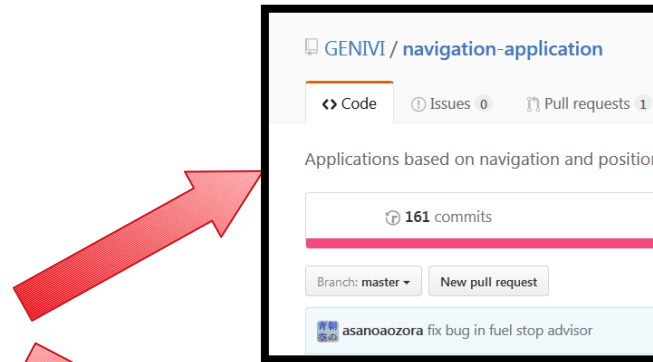 GENIVI / navigation-application
Code Issues 0 Pull requests 1
Applications based on navigation and
161 commits
Branch: master New pull request
asanoaozora fix bug in fuel stop advisor